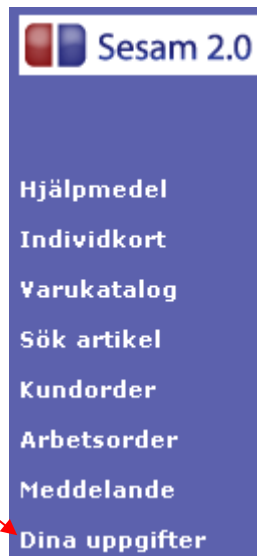 Sesam 2.0
Hjälpmedel
Individkort
Varukatalog
Sök artikel
Kundorder
Arbetsorder
Meddelande
Dina uppgifter